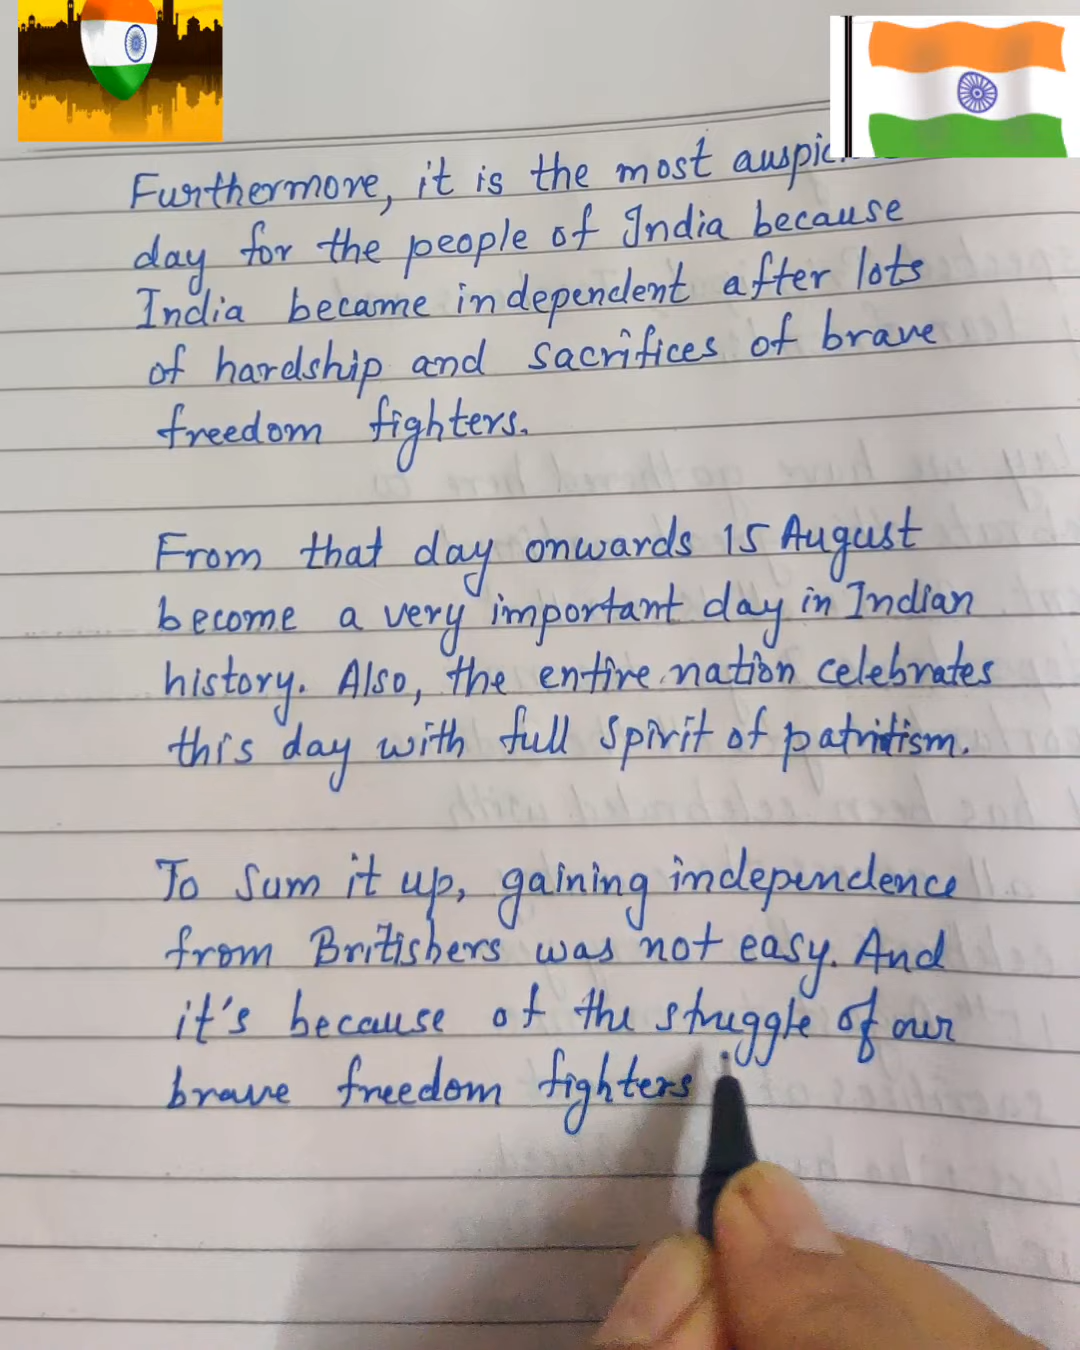 Furthermore, it is the most
day for the people of India because
India became independent after lots
of hardship and sacrifices of brave
freedom fighters.
From that day onwards 15 August
become a very important day in Indian
history. Also, the entire nation celebrates
this day with full spirit of
To Sum it up, gaining independence
from Britishers was not easy. And
it's because of the struggle of our
brave freedom fighters